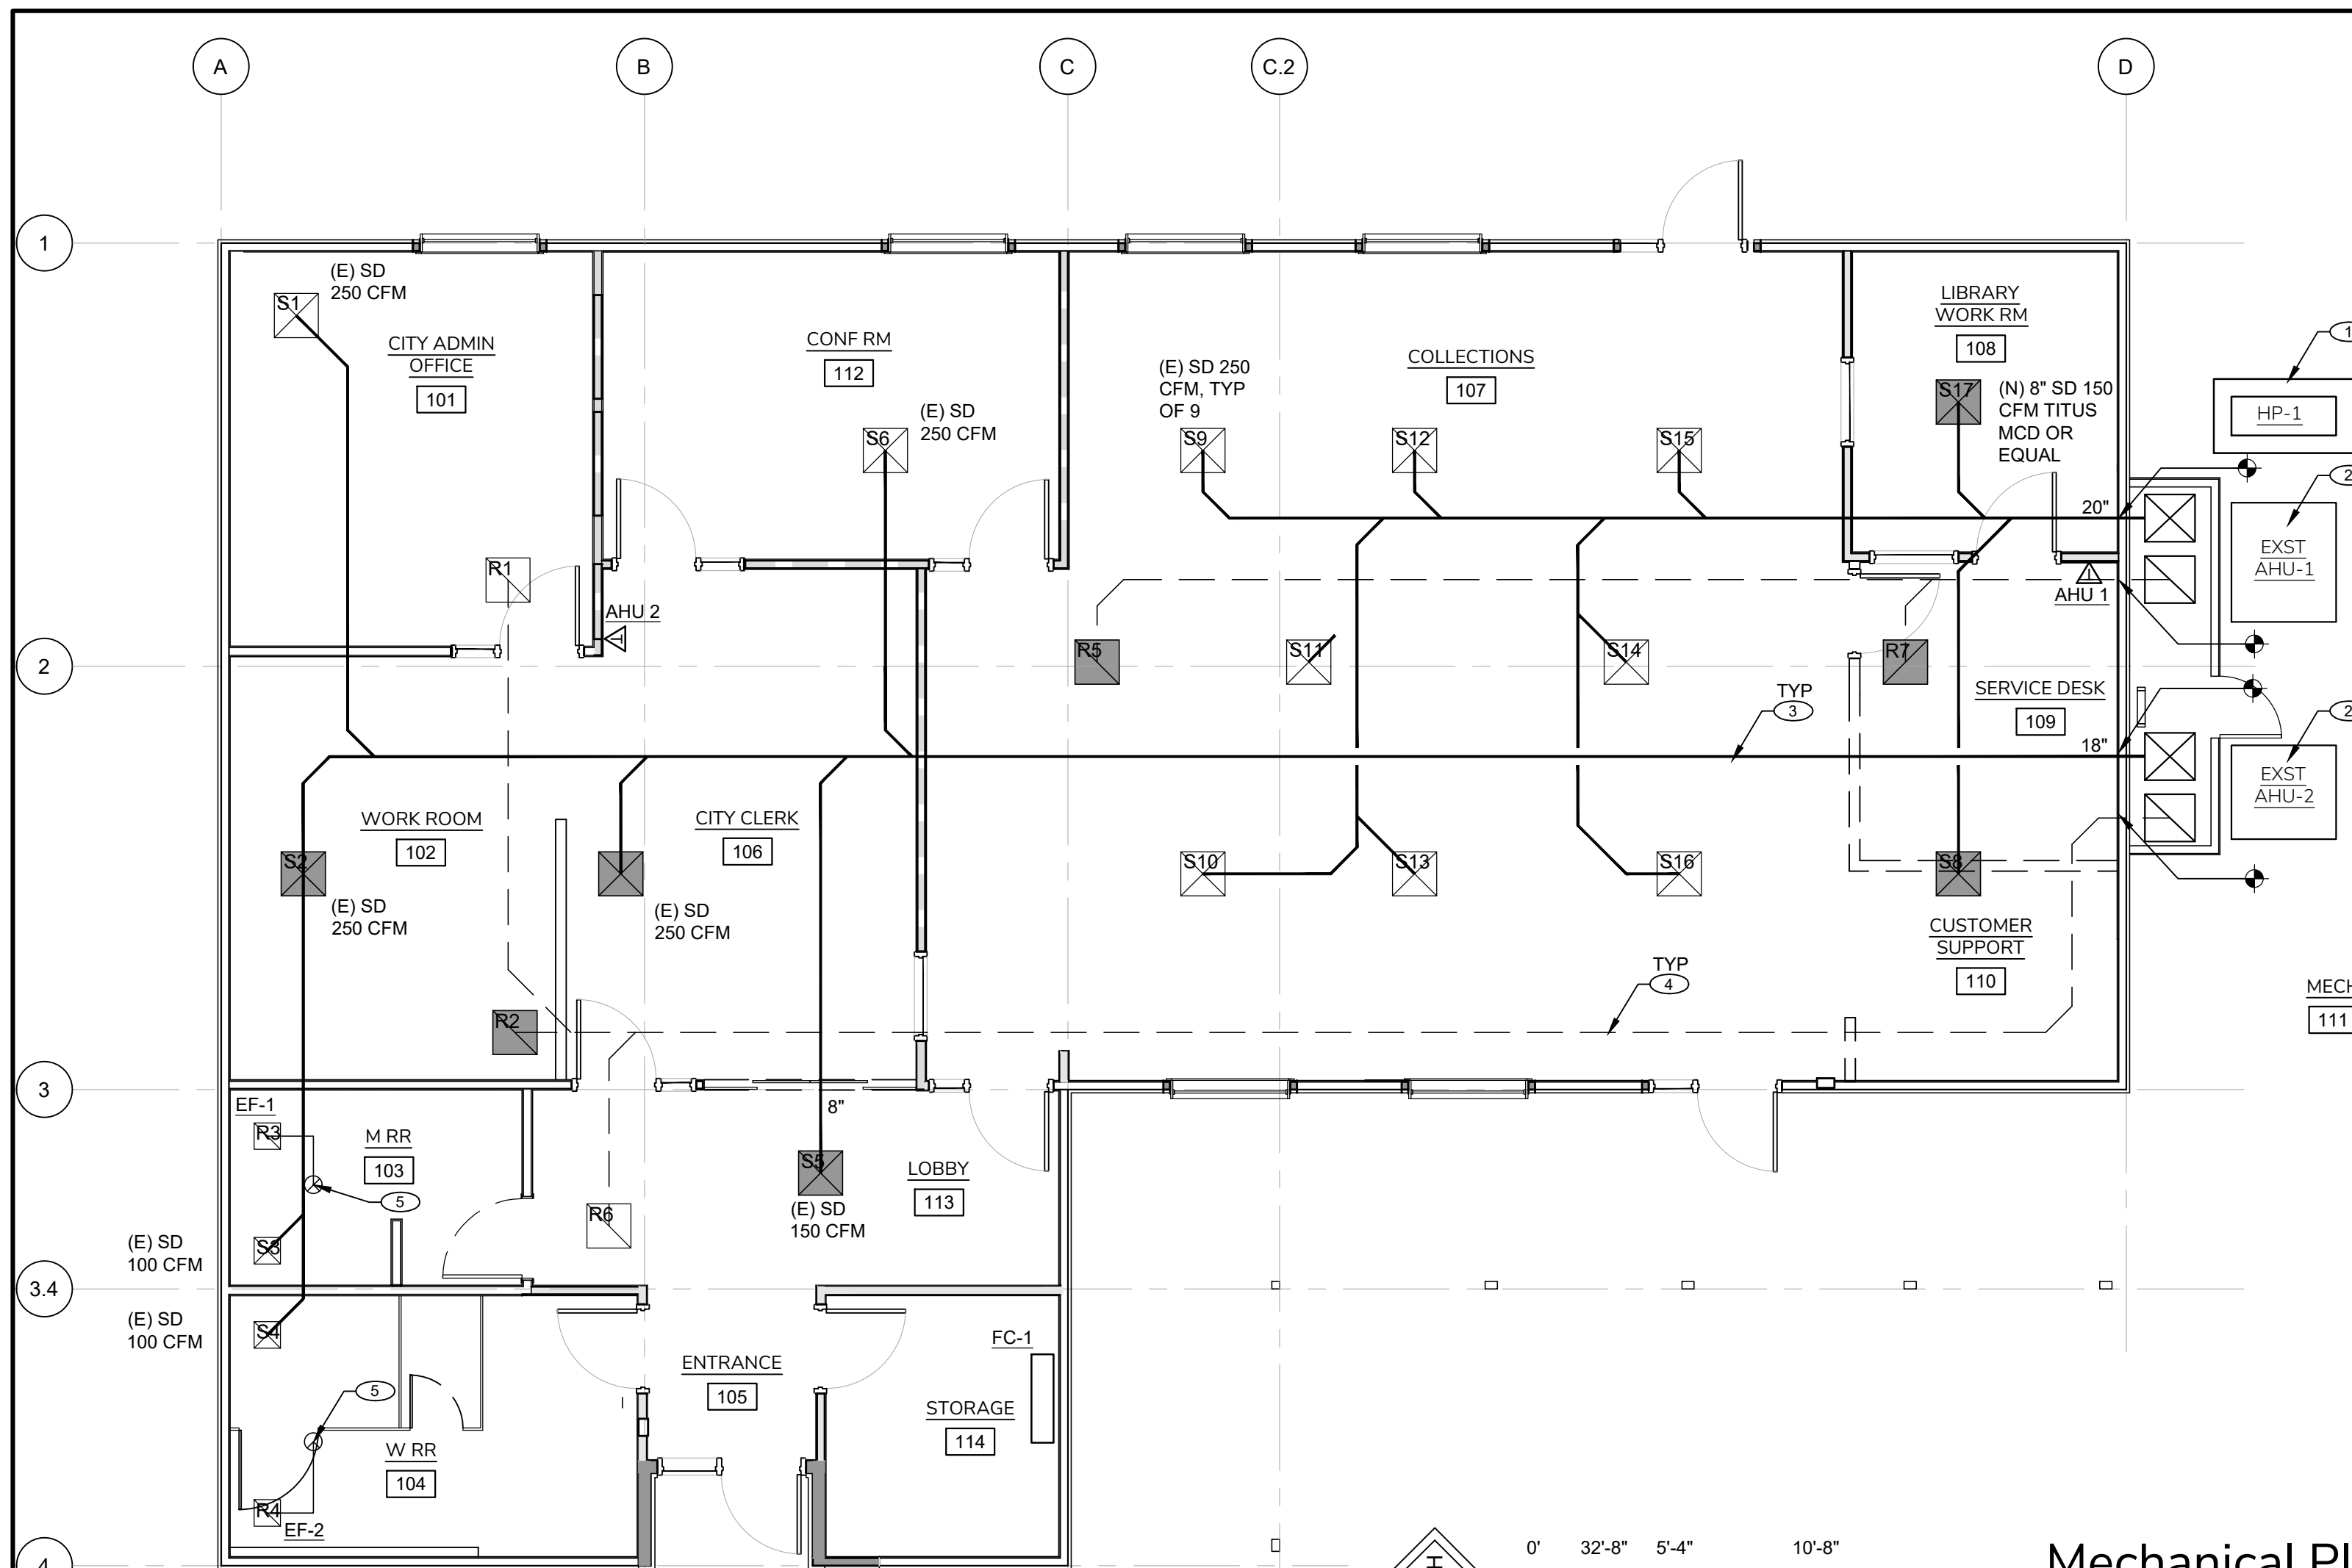 A
B
C
C.2
D
1
(E) SD
250 CFM
S1
CITY ADMIN
OFFICE
101
CONF RM
112
(E) SD
250 CFM
S6
(E) SD 250
CFM, TYP
OF 9
COLLECTIONS
107
S9
S12
S15
LIBRARY
WORK RM
108
S17
(N) 8" SD 150
CFM TITUS
MCD OR
EQUAL
1
HP-1
2
20"
EXST
AHU-1
R1
AHU 2
T
T
AHU 1
2
R5
S11
S14
R7
SERVICE DESK
109
TYP
3
2
18"
EXST
AHU-2
WORK ROOM
102
CITY CLERK
106
S2
(E) SD
250 CFM
(E) SD
250 CFM
S10
S13
S16
S8
CUSTOMER
SUPPORT
110
TYP
4
R2
111
3
EF-1
R3
M RR
103
5
8"
S5
LOBBY
113
(E) SD
150 CFM
R6
(E) SD
100 CFM
S3
3.4
(E) SD
100 CFM
S4
ENTRANCE
105
FC-1
STORAGE
114
5
W RR
104
R4
EF-2
4
0'
32'-8"
5'-4"
10'-8"
Mechanical